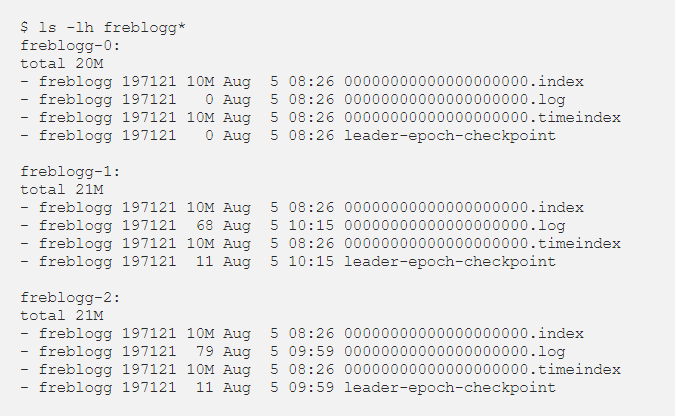 $ ls -lh freblogg*
freblogg-0:
total 20M
- freblogg 197121 10M Aug  5 08:26 00000000000000000000.index
- freblogg 197121   0 Aug  5 08:26 00000000000000000000.log
- freblogg 197121 10M Aug  5 08:26 00000000000000000000.timeindex
- freblogg 197121   0 Aug  5 08:26 leader-epoch-checkpoint

freblogg-1:
total 21M
- freblogg 197121 10M Aug  5 08:26 00000000000000000000.index
- freblogg 197121  68 Aug  5 10:15 00000000000000000000.log
- freblogg 197121 10M Aug  5 08:26 00000000000000000000.timeindex
- freblogg 197121  11 Aug  5 10:15 leader-epoch-checkpoint

freblogg-2:
total 21M
- freblogg 197121 10M Aug  5 08:26 00000000000000000000.index
- freblogg 197121  79 Aug  5 09:59 00000000000000000000.log
- freblogg 197121 10M Aug  5 08:26 00000000000000000000.timeindex
- freblogg 197121  11 Aug  5 09:59 leader-epoch-checkpoint